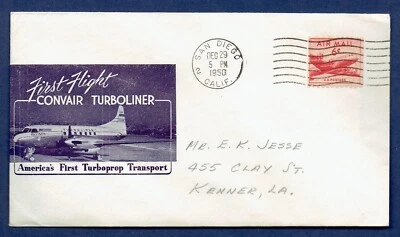 First Flight
CONVAIR TURBOLINER
America's First Turboprop Transport
SAN DIEGO
2
DEC 29
5 PM
1950
CALIF.
AIR MAIL
6¢
MR. E.K. JESSE
455 CLAY ST.
KENNER, LA.